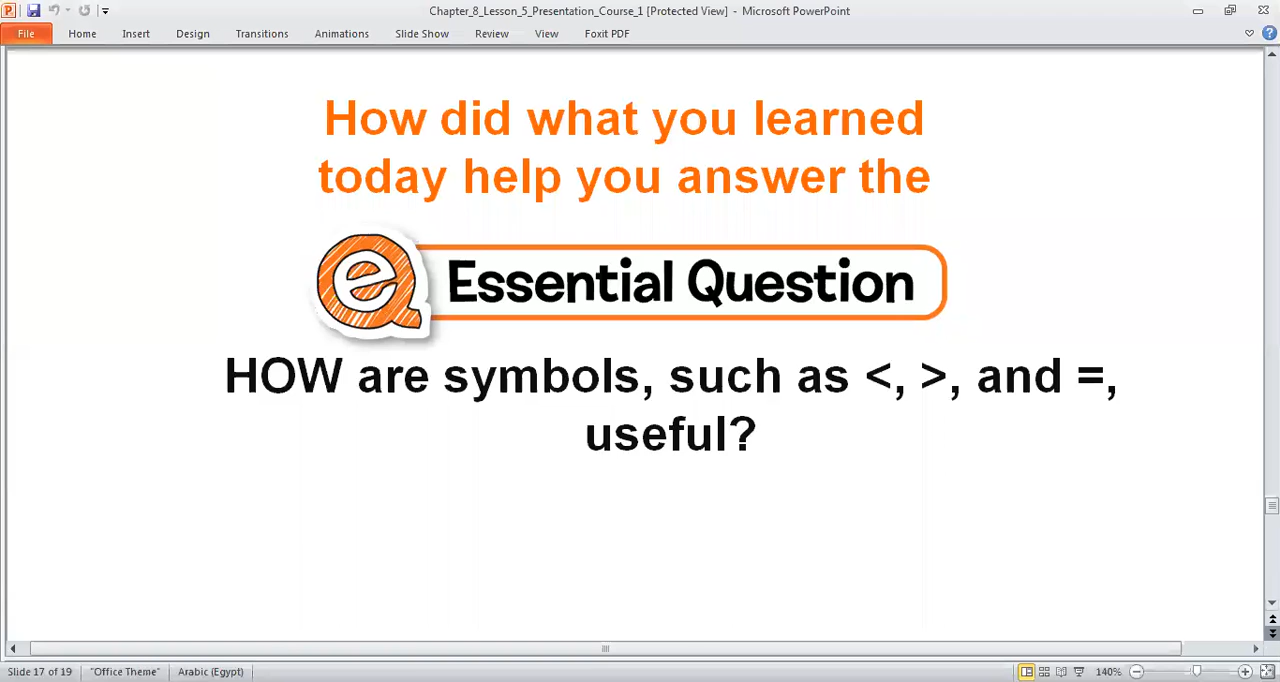 Chapter_8_Lesson_5_Presentation_Course_1 [Protected View] - Microsoft PowerPoint
File Home Insert Design Transitions Animations Slide Show Review View Foxit PDF
How did what you learned
today help you answer the
eQ Essential Question
HOW are symbols, such as <, >, and =,
useful?
Slide 17 of 19 "Office Theme" Arabic (Egypt) 140%